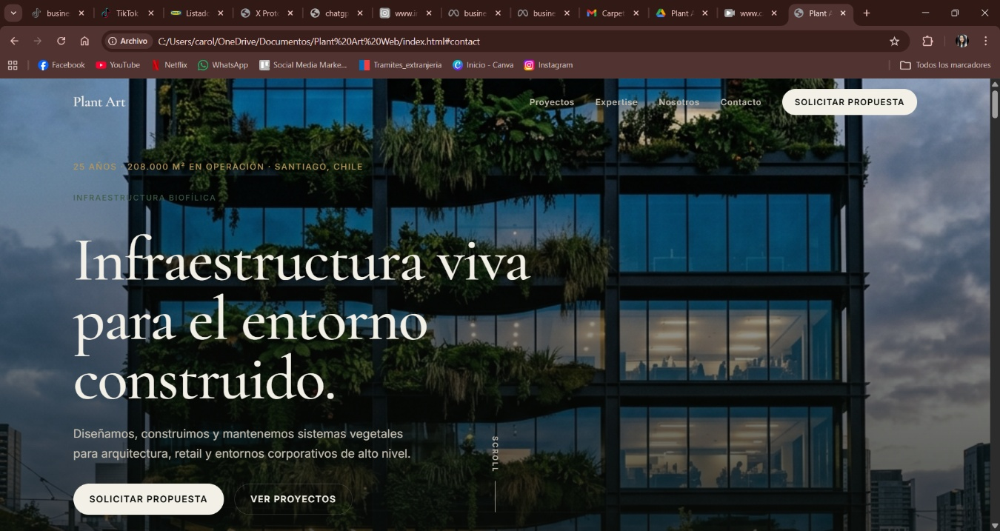 busine
TikTok
Listado
X Proto
chatgp
www.in
busine
busine
Carpet
Plant A
www.c
Plant A
Archivo
C:/Users/carol/OneDrive/Documentos/Plant%20Art%20Web/index.html#contact
Facebook
YouTube
Netflix
WhatsApp
Social Media Marke...
Tramites_extranjeria
Inicio - Canva
Instagram
Todos los marcadores
Plant Art
Proyectos
Expertise
Nosotros
Contacto
SOLICITAR PROPUESTA
25 AÑOS · 208.000 M² EN OPERACIÓN · SANTIAGO, CHILE
INFRAESTRUCTURA BIOFÍLICA
Infraestructura viva
para el entorno
construido.
Diseñamos, construimos y mantenemos sistemas vegetales
para arquitectura, retail y entornos corporativos de alto nivel.
SCROLL
SOLICITAR PROPUESTA
VER PROYECTOS